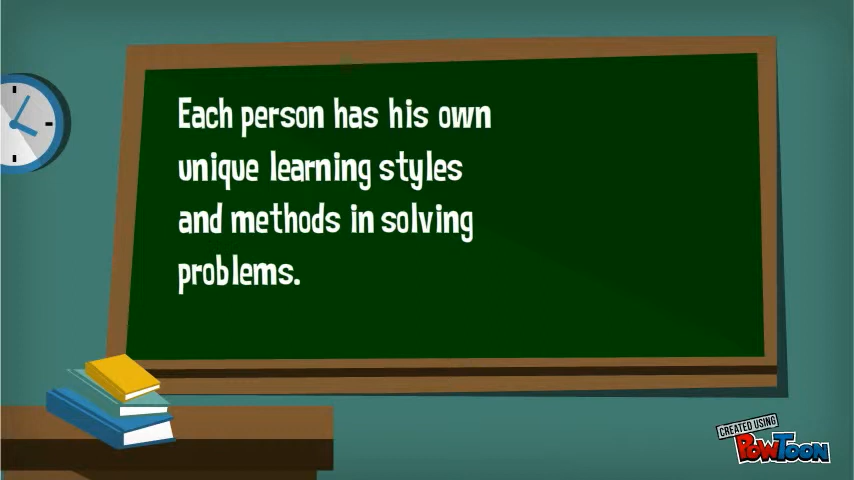 Each person has his own
unique learning styles
and methods in solving
problems.
CREATED USING
POWTOON